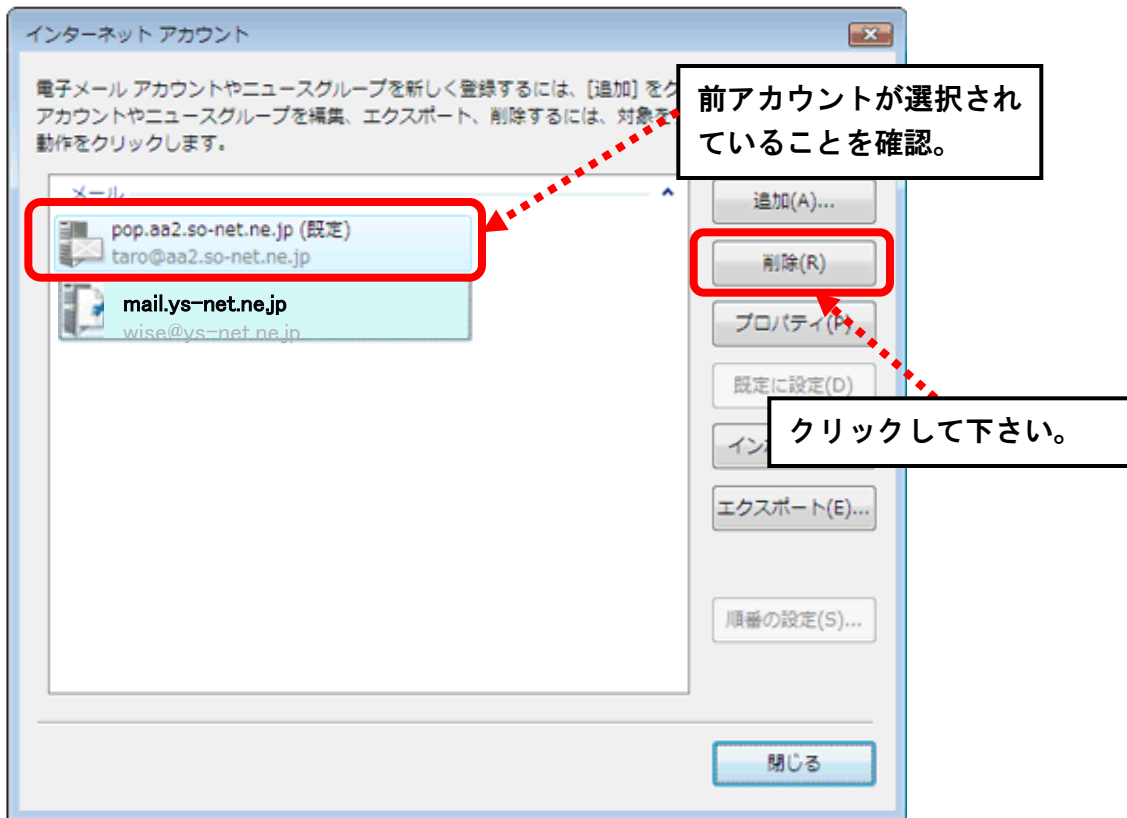 インターネット アカウント
電子メール アカウントやニュースグループを新しく登録するには、[追加] をク
アカウントやニュースグループを編集、エクスポート、削除するには、対象を
動作をクリックします。
前アカウントが選択され
ていることを確認。
メール
pop.aa2.so-net.ne.jp (既定)
taro@aa2.so-net.ne.jp
mail.ys-net.ne.jp
wise@ys-net.ne.jp
追加(A)...
削除(R)
プロパティ(P)
既定に設定(D)
クリックして下さい。
イン
エクスポート(E)...
順番の設定(S)...
閉じる